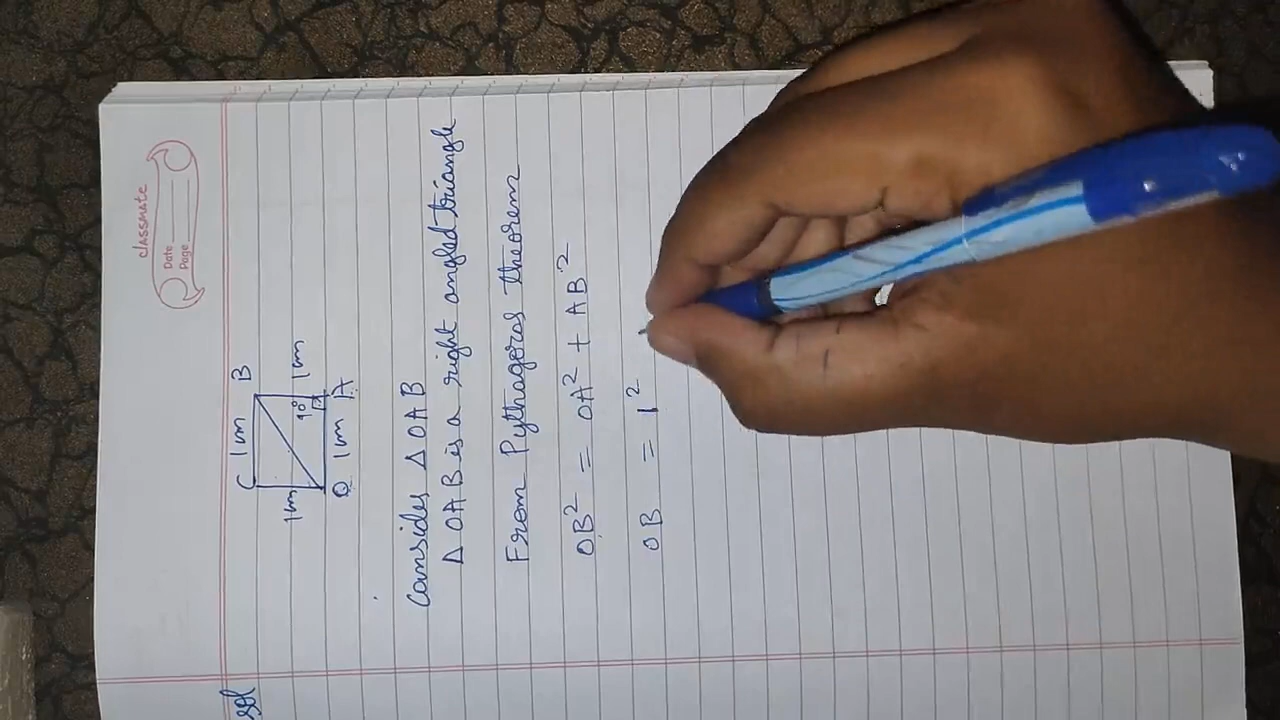 classmate
Date
Page
sol
C 1m B
1m 1m
90°
O 1m A
Consider Δ OAB
Δ OAB is a right angled triangle
From Pythagoras theorem
OB² = OA² + AB²
OB = 1²